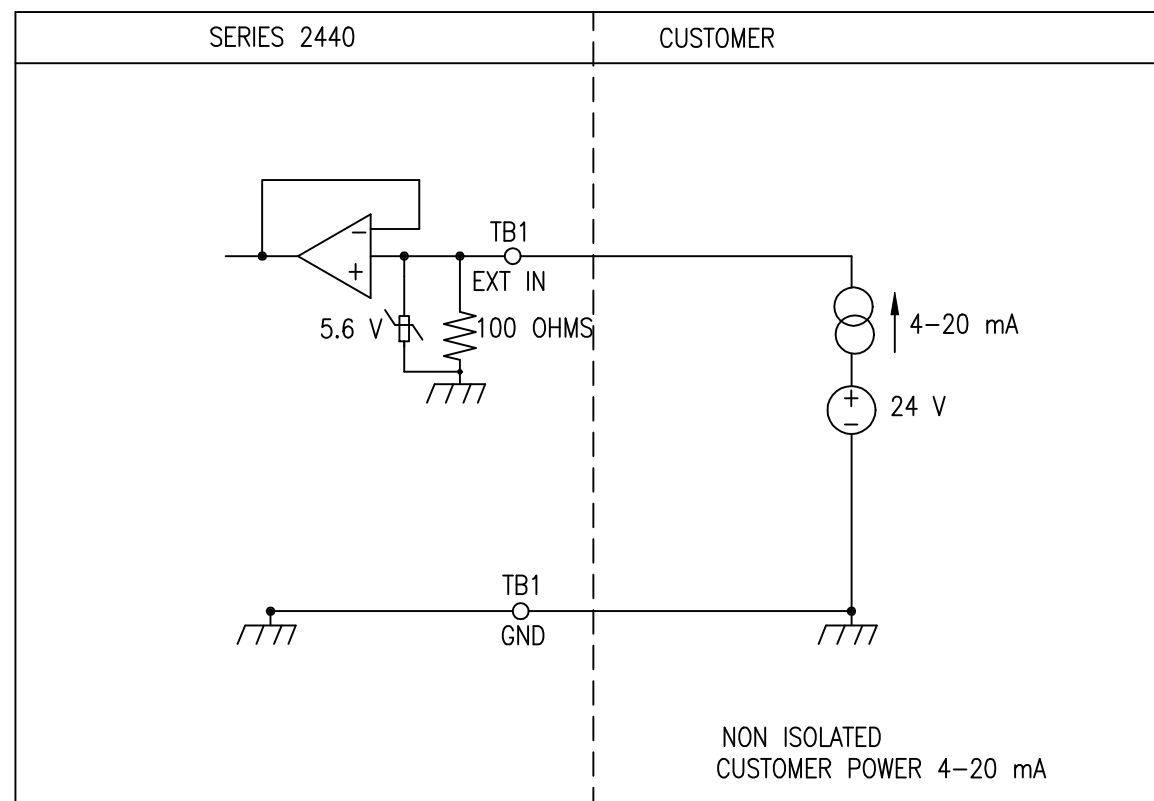 SERIES 2440
CUSTOMER
TB1
EXT IN
5.6 V
100 OHMS
−
+
4−20 mA
+
−
24 V
TB1
GND
NON ISOLATED
CUSTOMER POWER 4−20 mA